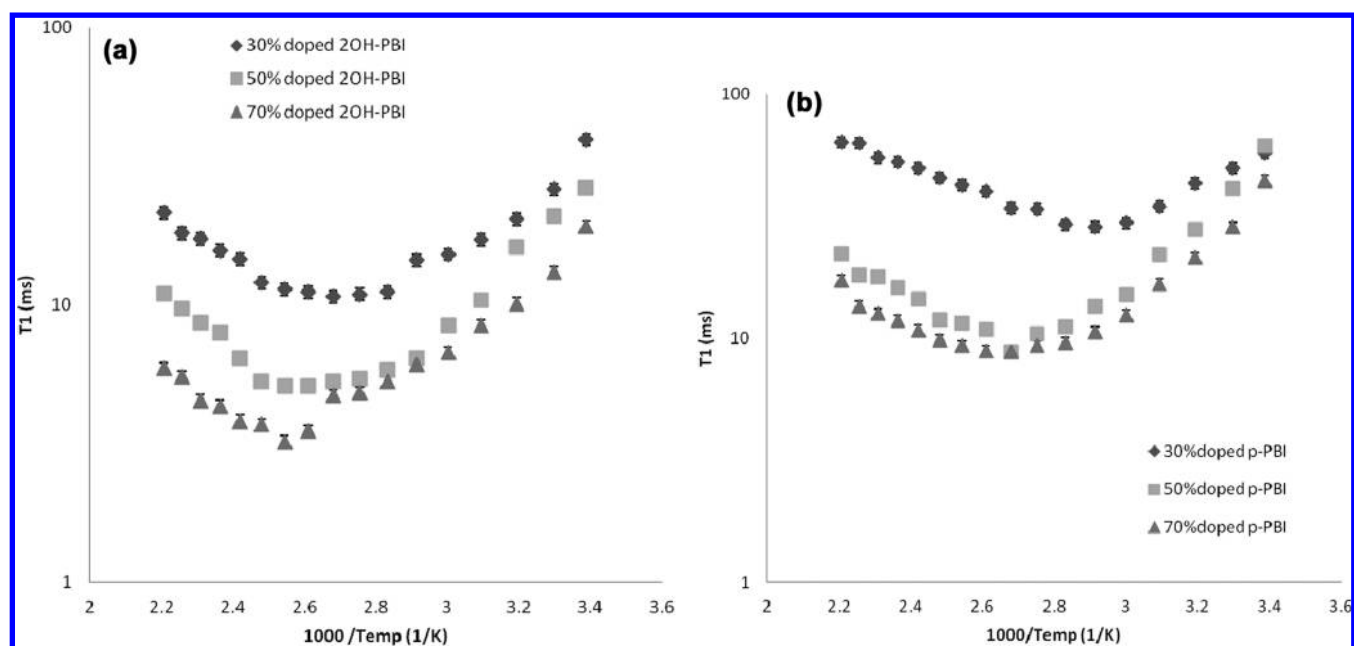 (a)
100
10
1
T1 (ms)
30% doped 2OH-PBI
50% doped 2OH-PBI
70% doped 2OH-PBI
2 2.2 2.4 2.6 2.8 3 3.2 3.4 3.6
1000 /Temp (1/K)
(b)
100
10
1
T1 (ms)
30%doped p-PBI
50%doped p-PBI
70%doped p-PBI
2 2.2 2.4 2.6 2.8 3 3.2 3.4 3.6
1000/Temp (1/K)